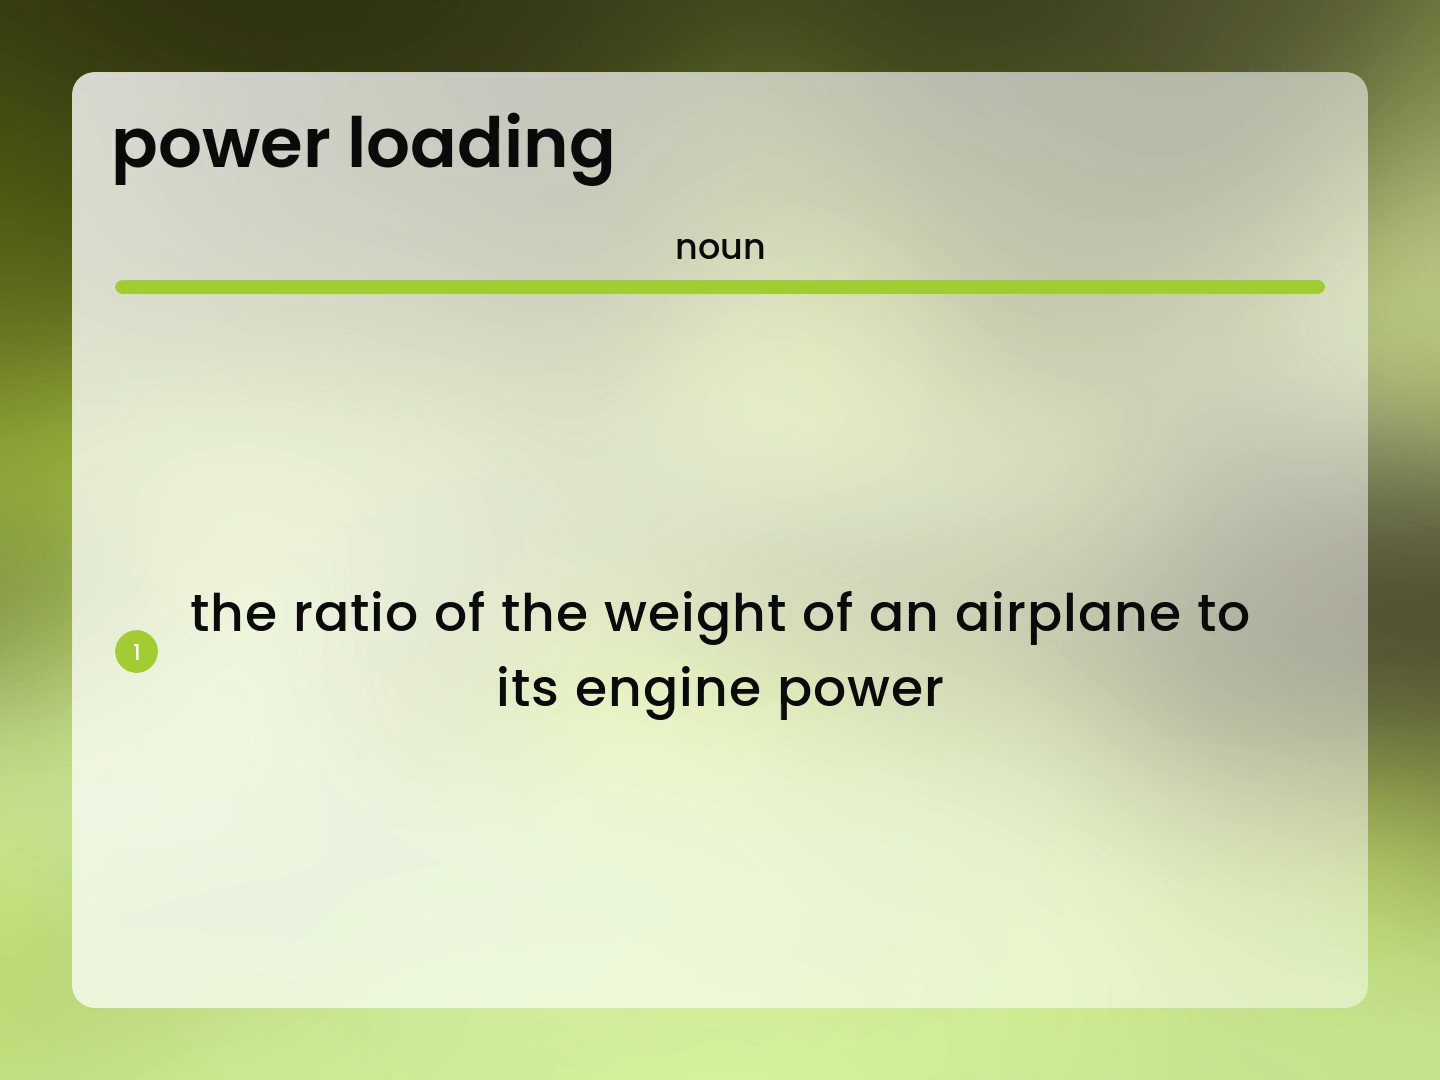 power loading
noun
1
the ratio of the weight of an airplane to
its engine power